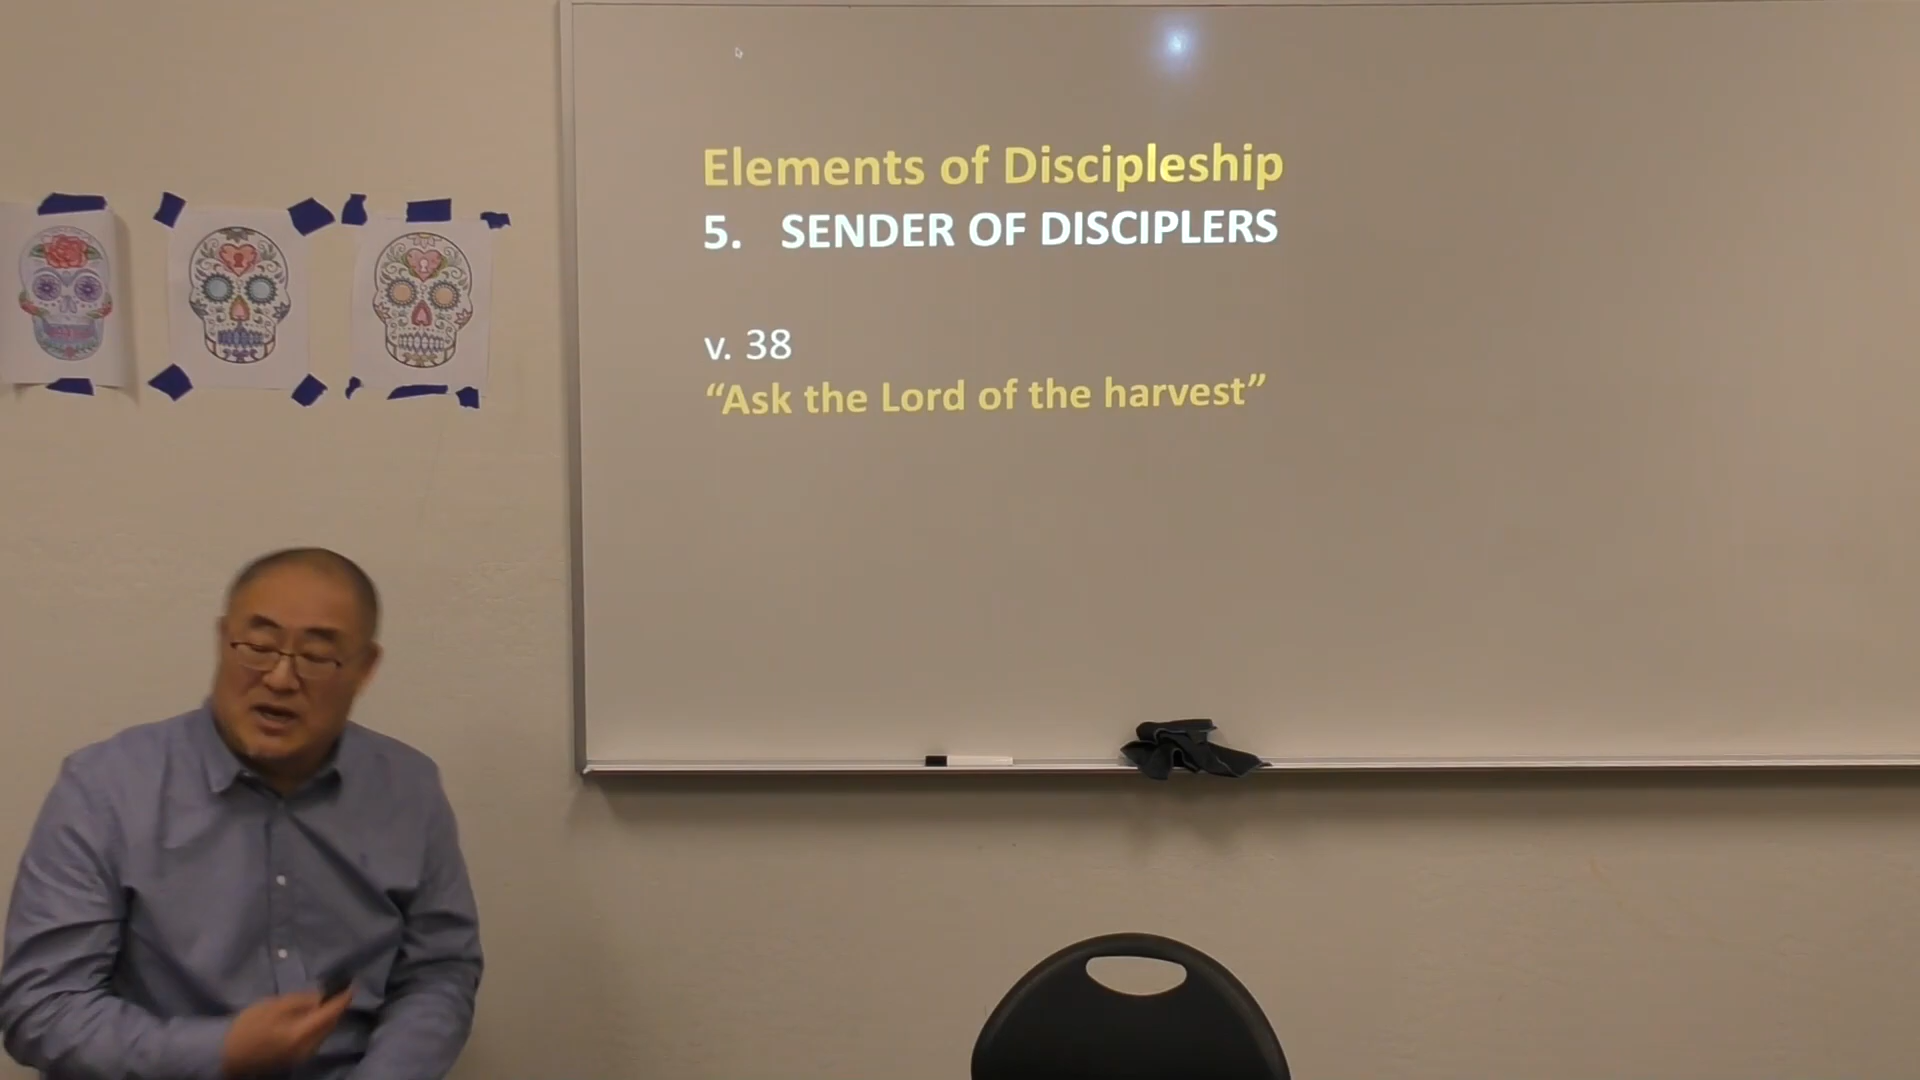 Elements of Discipleship
5. SENDER OF DISCIPLERS
v. 38
“Ask the Lord of the harvest”